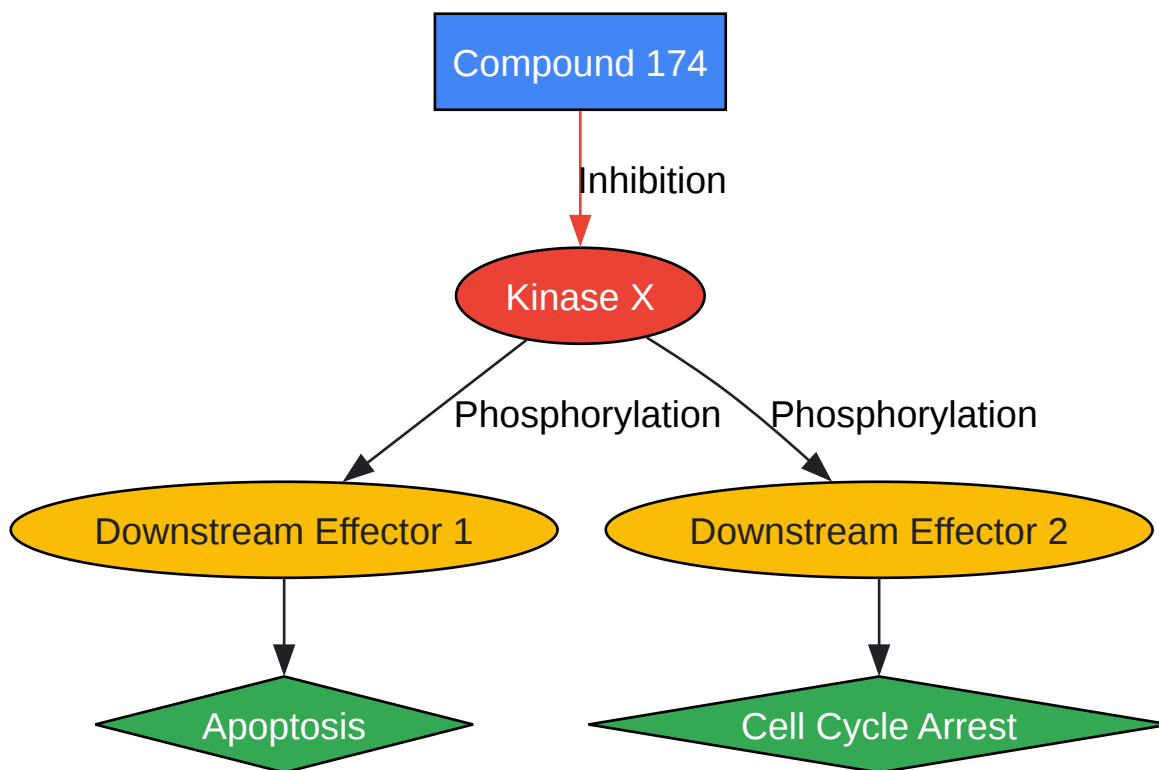 Compound 174
Inhibition
Kinase X
Phosphorylation
Phosphorylation
Downstream Effector 1
Downstream Effector 2
Apoptosis
Cell Cycle Arrest